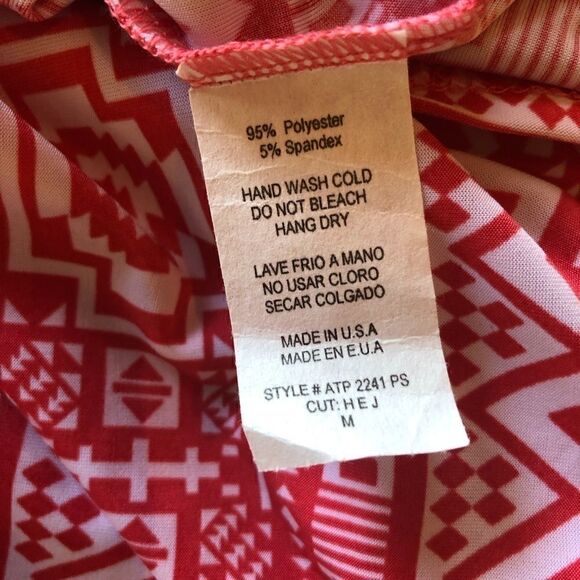 95% Polyester
5% Spandex
HAND WASH COLD
DO NOT BLEACH
HANG DRY
LAVE FRIO A MANO
NO USAR CLORO
SECAR COLGADO
MADE IN U.S.A
MADE EN E.U.A
STYLE # ATP 2241 PS
CUT: H E J
M